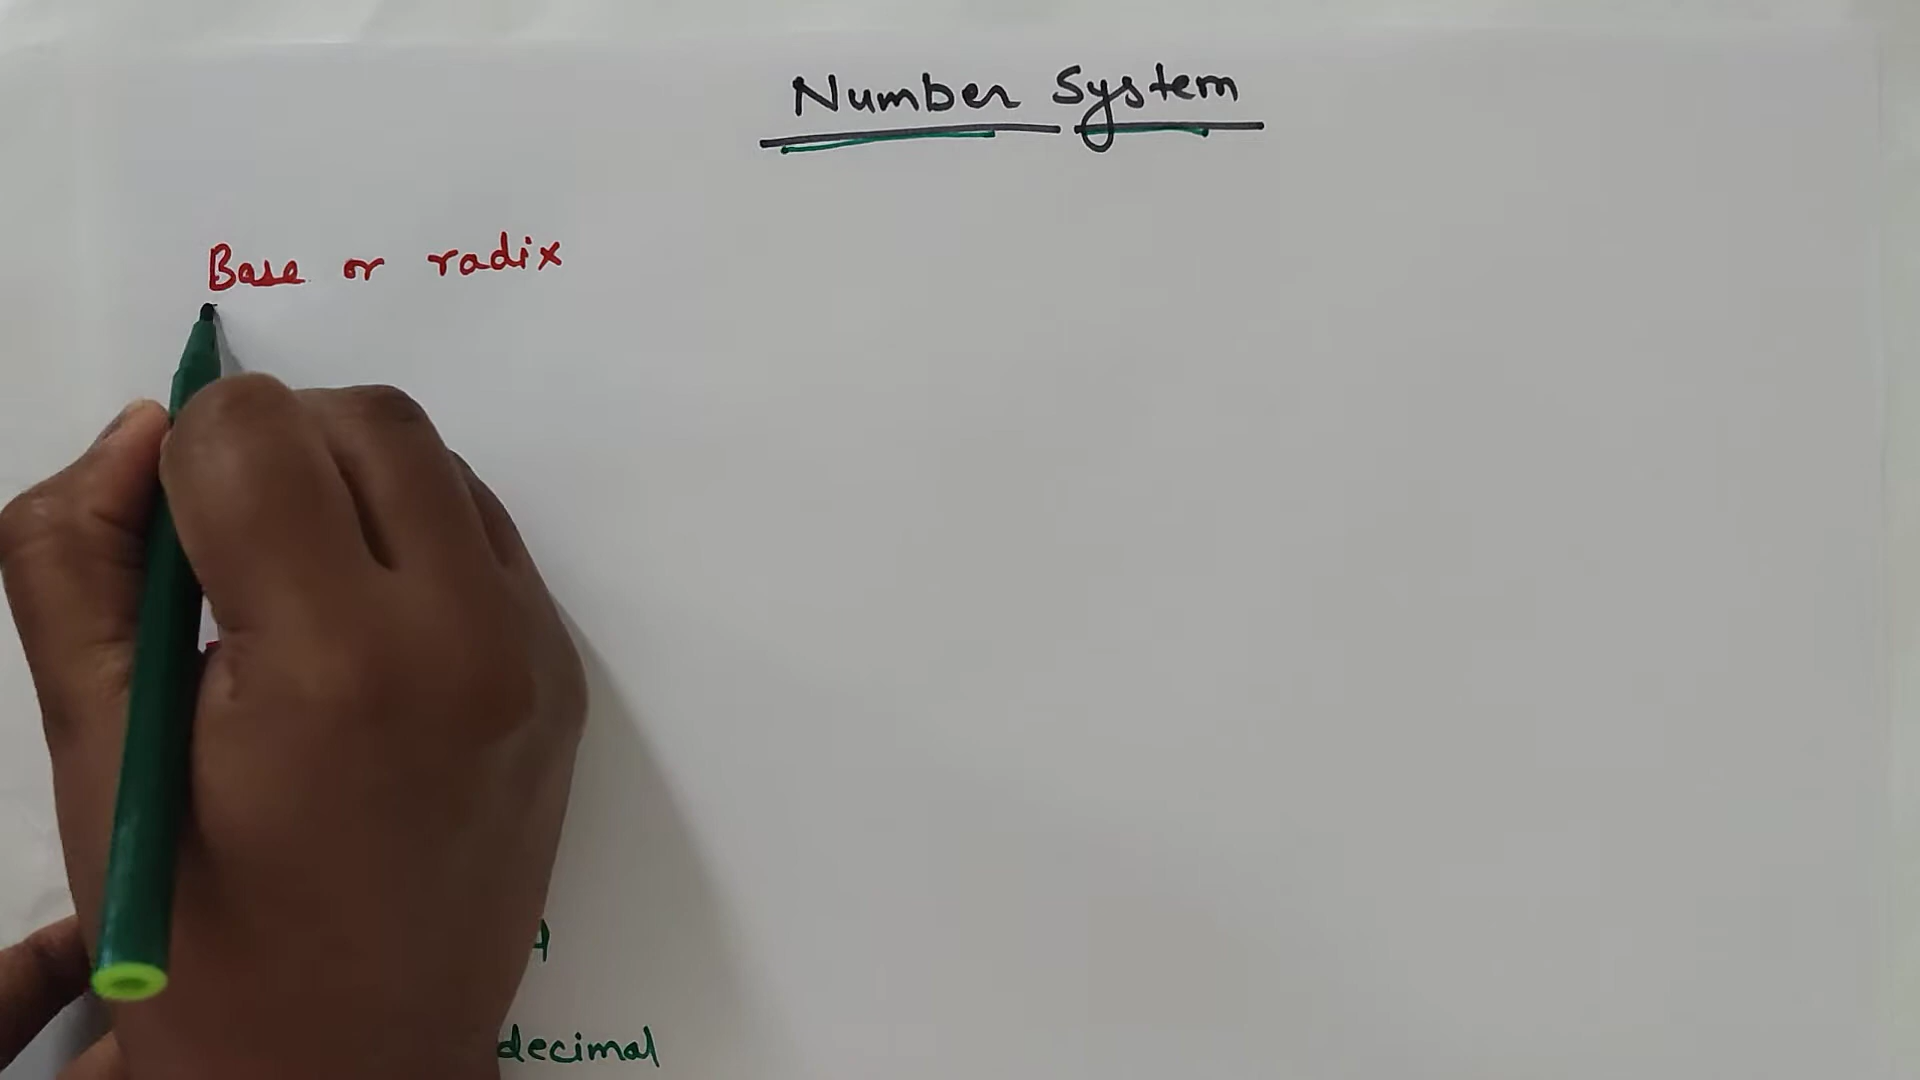 Number System
Base or radix
decimal